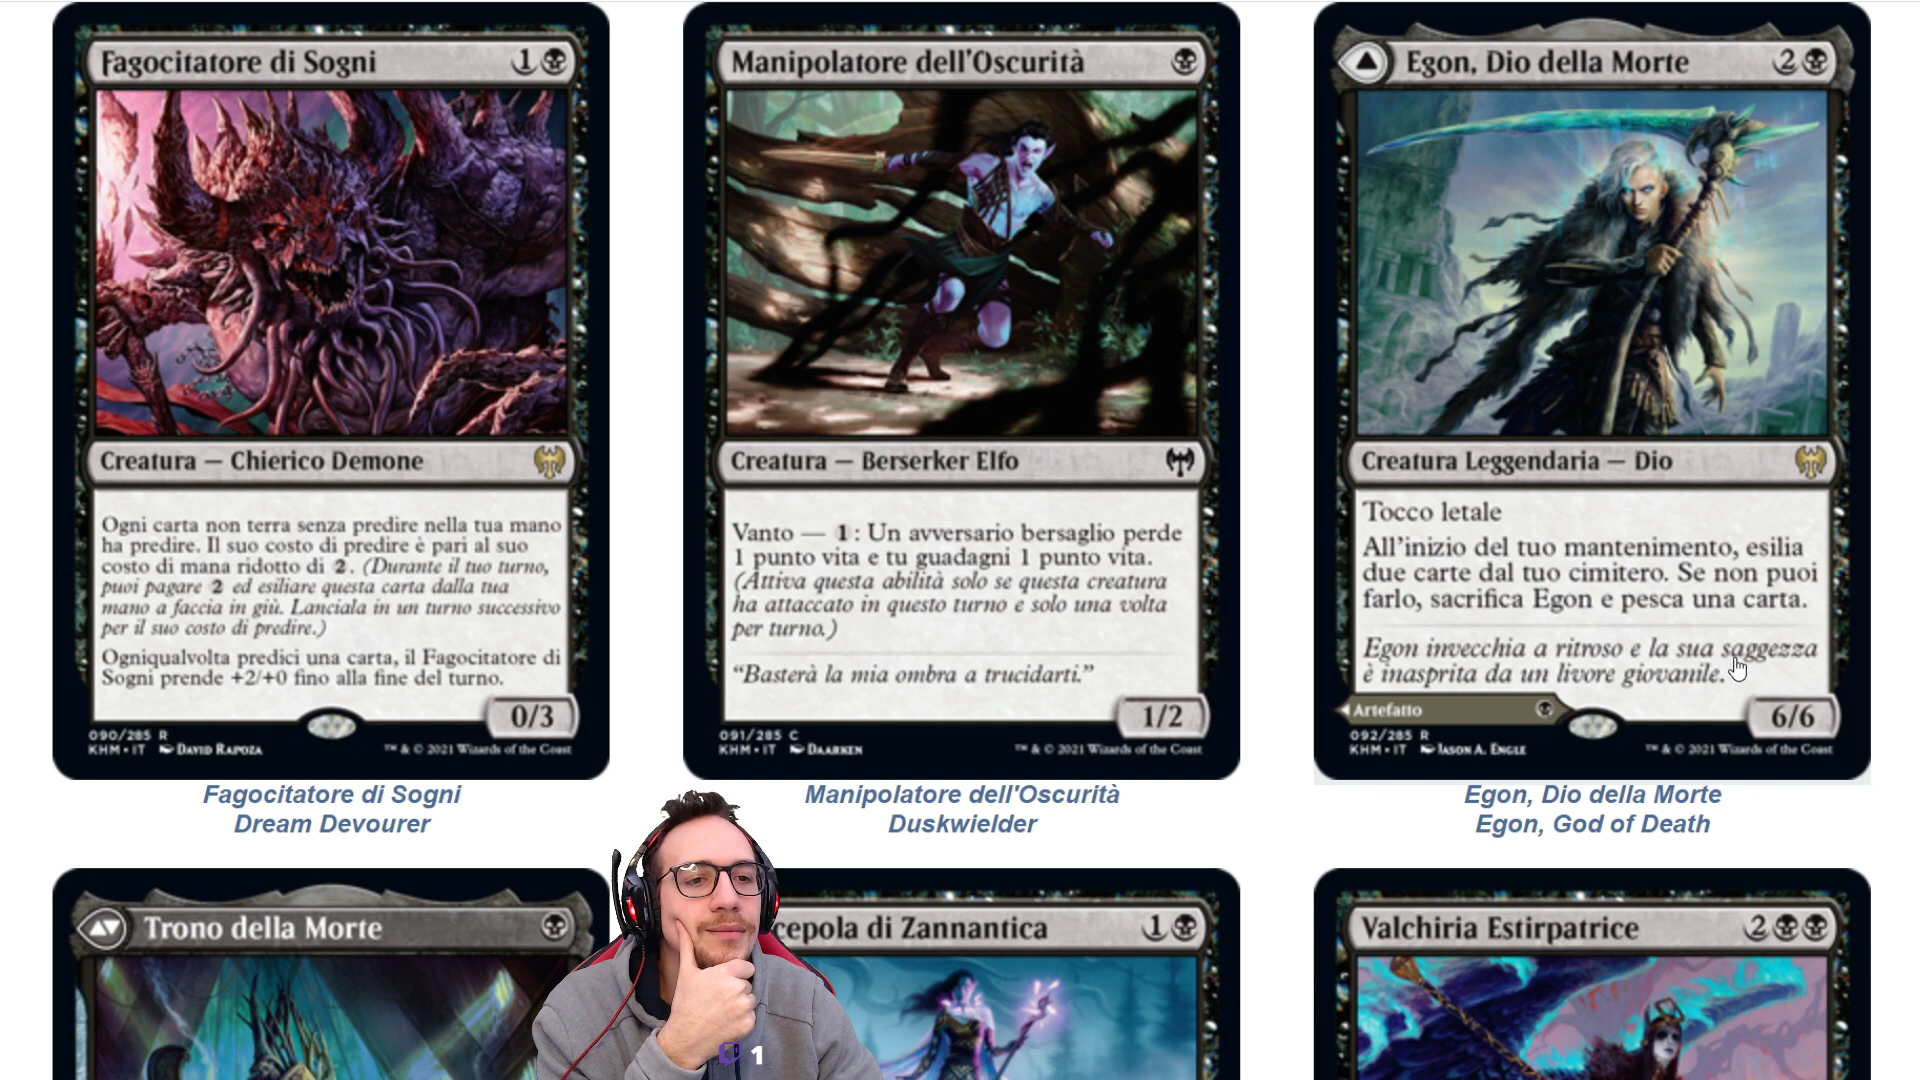 Fagocitatore di Sogni 1
Creatura — Chierico Demone
Ogni carta non terra senza predire nella tua mano
ha predire. Il suo costo di predire è pari al suo
costo di mana ridotto di 2. (Durante il tuo turno,
puoi pagare 2 ed esiliare questa carta dalla tua
mano a faccia in giù. Lanciala in un turno successivo
per il suo costo di predire.)
Ogniqualvolta predici una carta, il Fagocitatore di
Sogni prende +2/+0 fino alla fine del turno.
0/3
090/285 R
KHM • IT David Rapoza
™ & © 2021 Wizards of the Coast
Fagocitatore di Sogni
Dream Devourer
Manipolatore dell'Oscurità
Creatura — Berserker Elfo
Vanto — 1: Un avversario bersaglio perde
1 punto vita e tu guadagni 1 punto vita.
(Attiva questa abilità solo se questa creatura
ha attaccato in questo turno e solo una volta
per turno.)
“Basterà la mia ombra a trucidarti.”
1/2
091/285 C
KHM • IT Daarken
™ & © 2021 Wizards of the Coast
Manipolatore dell'Oscurità
Duskwielder
Egon, Dio della Morte 2
Creatura Leggendaria — Dio
Tocco letale
All'inizio del tuo mantenimento, esilia
due carte dal tuo cimitero. Se non puoi
farlo, sacrifica Egon e pesca una carta.
Egon invecchia a ritroso e la sua saggezza
è inasprita da un livore giovanile.
Artefatto
6/6
092/285 R
KHM • IT Jason A. Engle
™ & © 2021 Wizards of the Coast
Egon, Dio della Morte
Egon, God of Death
Trono della Morte
cepola di Zannantica 1
Valchiria Estirpatrice 2
1